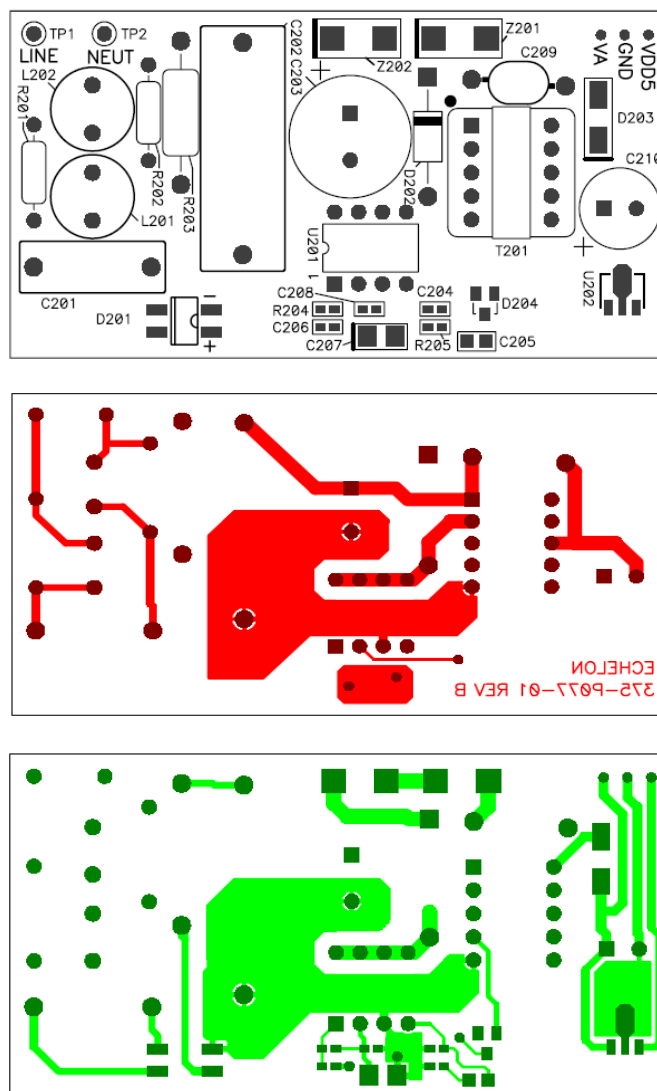 TP1
TP2
LINE
NEUT
L202
R201
R202
R203
L201
C201
D201
-
+
C202
C203
+
Z202
Z201
C209
VA
GND
VDD5
D203
D202
C210
+
T201
U201
1
U202
C208
R204
C206
C207
C204
R205
D204
C205
ECHELON
375-P077-01 REV B